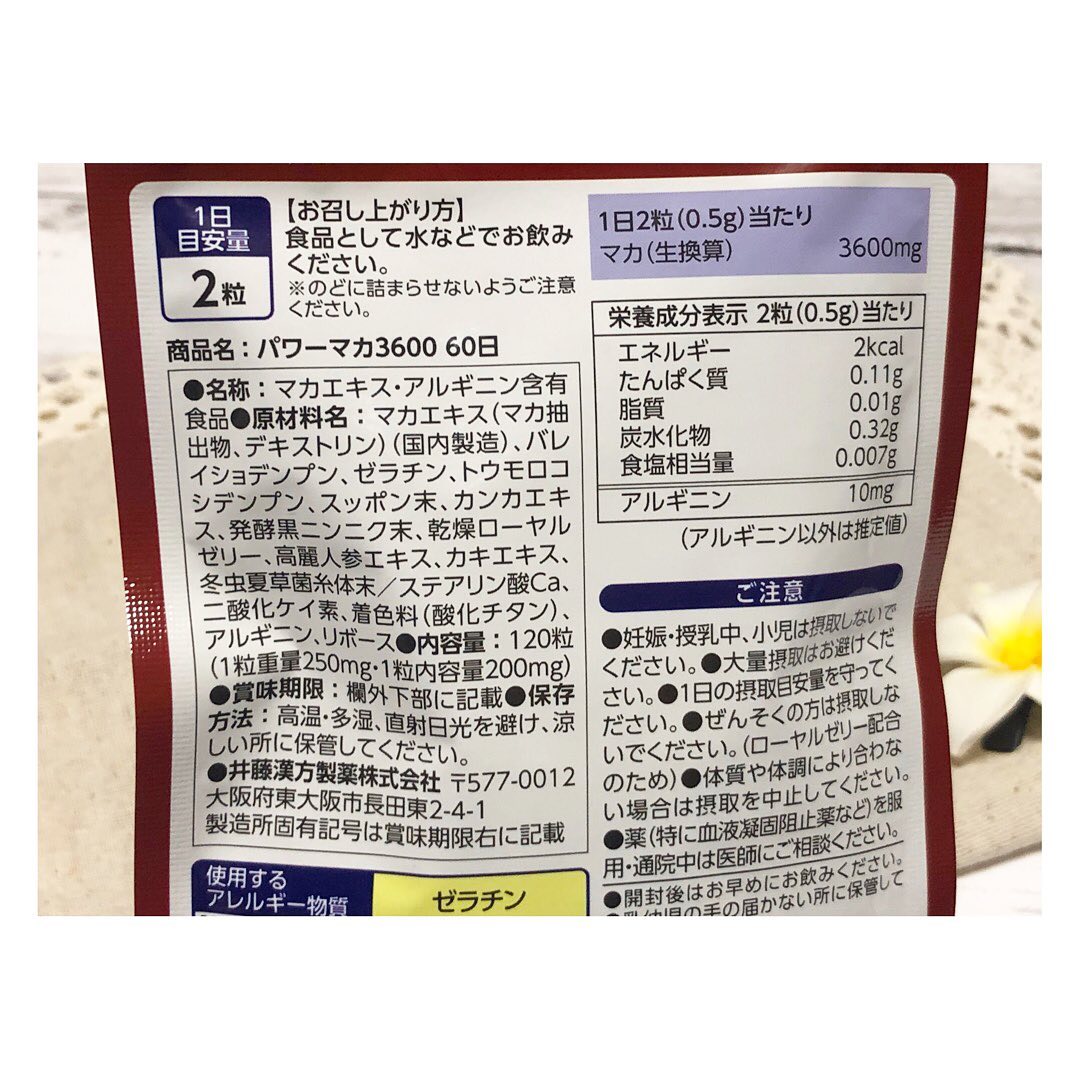 1日
目安量
2粒
【お召し上がり方】
食品として水などでお飲み
ください。
※のどに詰まらせないようご注意
ください。
商品名：パワーマカ3600 60日
●名称：マカエキス・アルギニン含有
食品●原材料名：マカエキス（マカ抽
出物、デキストリン）（国内製造）、バレ
イショデンプン、ゼラチン、トウモロコ
シデンプン、スッポン末、カンカエキ
ス、発酵黒ニンニク末、乾燥ローヤル
ゼリー、高麗人参エキス、カキエキス、
冬虫夏草菌糸体末／ステアリン酸Ca、
二酸化ケイ素、着色料（酸化チタン）、
アルギニン、リボース●内容量：120粒
（1粒重量250mg・1粒内容量200mg）
●賞味期限：欄外下部に記載●保存
方法：高温・多湿、直射日光を避け、涼
しい所に保管してください。
●井藤漢方製薬株式会社 〒577-0012
大阪府東大阪市長田東2-4-1
製造所固有記号は賞味期限右に記載
使用する
アレルギー物質
ゼラチン
1日2粒（0.5g）当たり
マカ（生換算） 3600mg
栄養成分表示 2粒（0.5g）当たり
エネルギー 2kcal
たんぱく質 0.11g
脂質 0.01g
炭水化物 0.32g
食塩相当量 0.007g
アルギニン 10mg
（アルギニン以外は推定値）
ご注意
●妊娠・授乳中、小児は摂取しないで
ください。●大量摂取はお避けくだ
さい。●1日の摂取目安量を守ってく
ださい。●ぜんそくの方は摂取しな
いでください。（ローヤルゼリー配合
のため）●体質や体調により合わな
い場合は摂取を中止してください。
●薬（特に血液凝固阻止薬など）を服
用・通院中は医師にご相談ください。
●開封後はお早めにお飲みください。
●乳幼児の手の届かない所に保管して